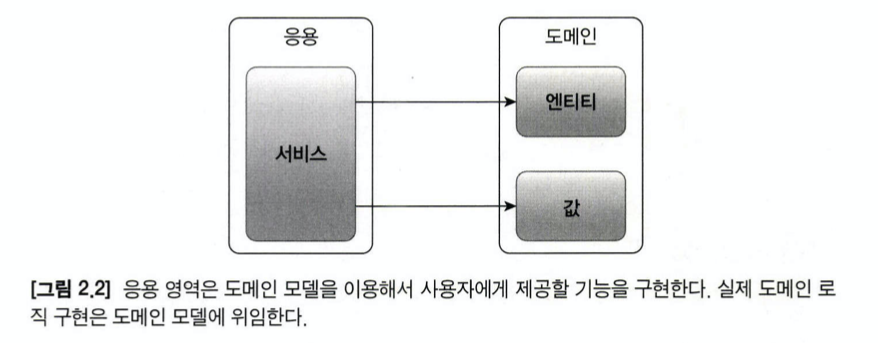 응용
도메인
서비스
엔티티
값
[그림 2.2] 응용 영역은 도메인 모델을 이용해서 사용자에게 제공할 기능을 구현한다. 실제 도메인 로
직 구현은 도메인 모델에 위임한다.